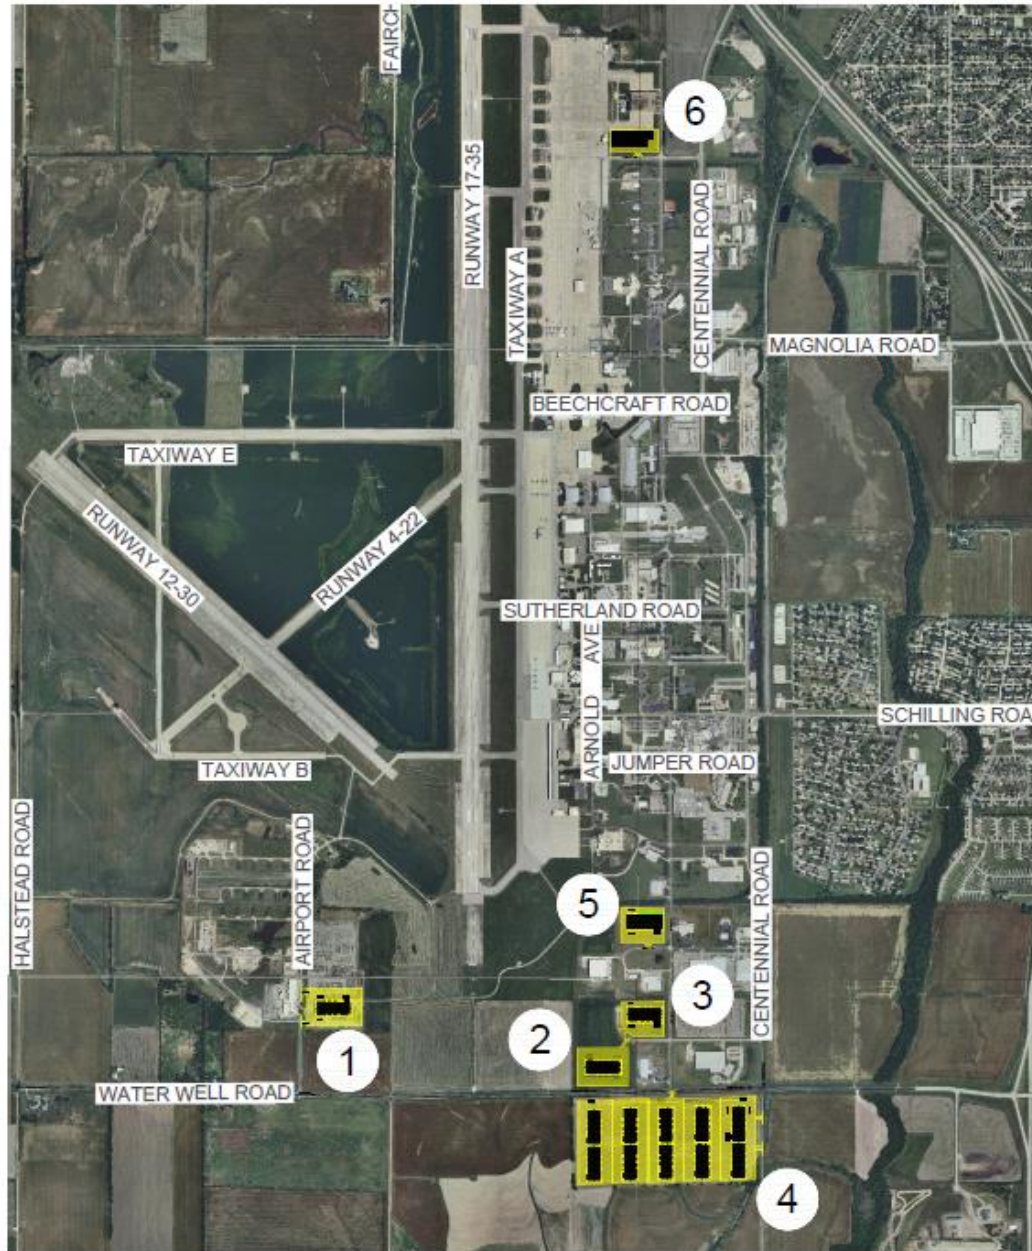 FAIRCH
6
RUNWAY 17-35
CENTENNIAL ROAD
TAXIWAY A
MAGNOLIA ROAD
BEECHCRAFT ROAD
TAXIWAY E
RUNWAY 12-30
RUNWAY 4-22
SUTHERLAND ROAD
ARNOLD AVE
SCHILLING ROA
JUMPER ROAD
TAXIWAY B
HALSTEAD ROAD
AIRPORT ROAD
5
CENTENNIAL ROAD
3
2
1
WATER WELL ROAD
4